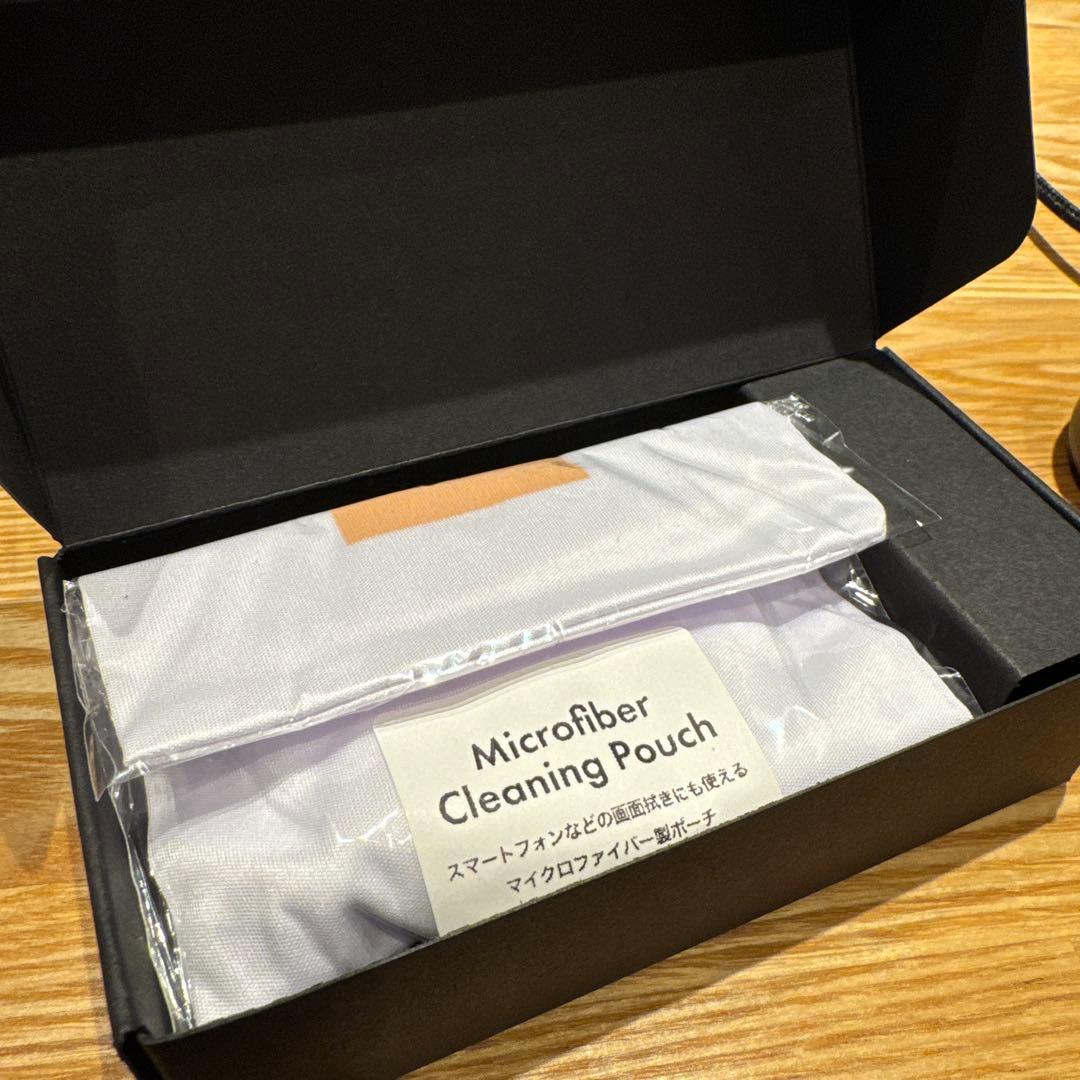 Microfiber
Cleaning Pouch
スマートフォンなどの画面拭きにも使える
マイクロファイバー製ポーチ